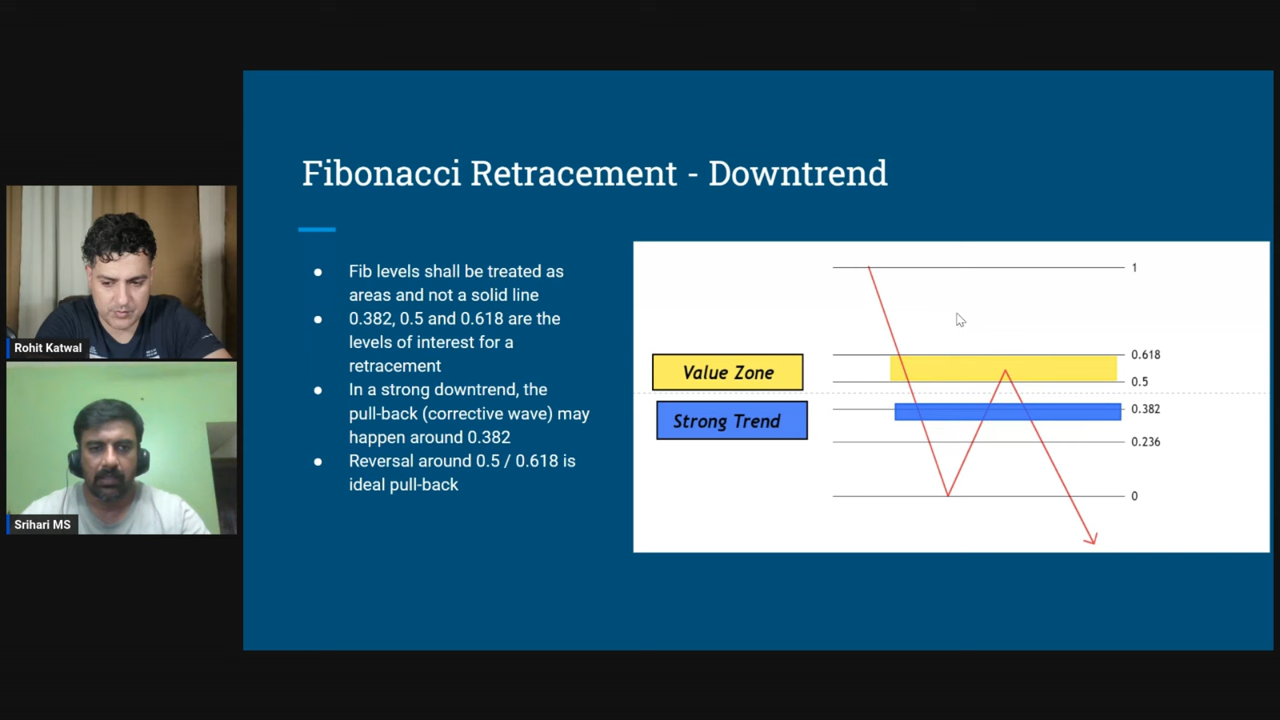 Fibonacci Retracement - Downtrend
● Fib levels shall be treated as
areas and not a solid line
● 0.382, 0.5 and 0.618 are the
levels of interest for a
retracement
● In a strong downtrend, the
pull-back (corrective wave) may
happen around 0.382
● Reversal around 0.5 / 0.618 is
ideal pull-back
1
Value Zone
0.618
0.5
Strong Trend
0.382
0.236
0
Rohit Katwal
Srihari MS